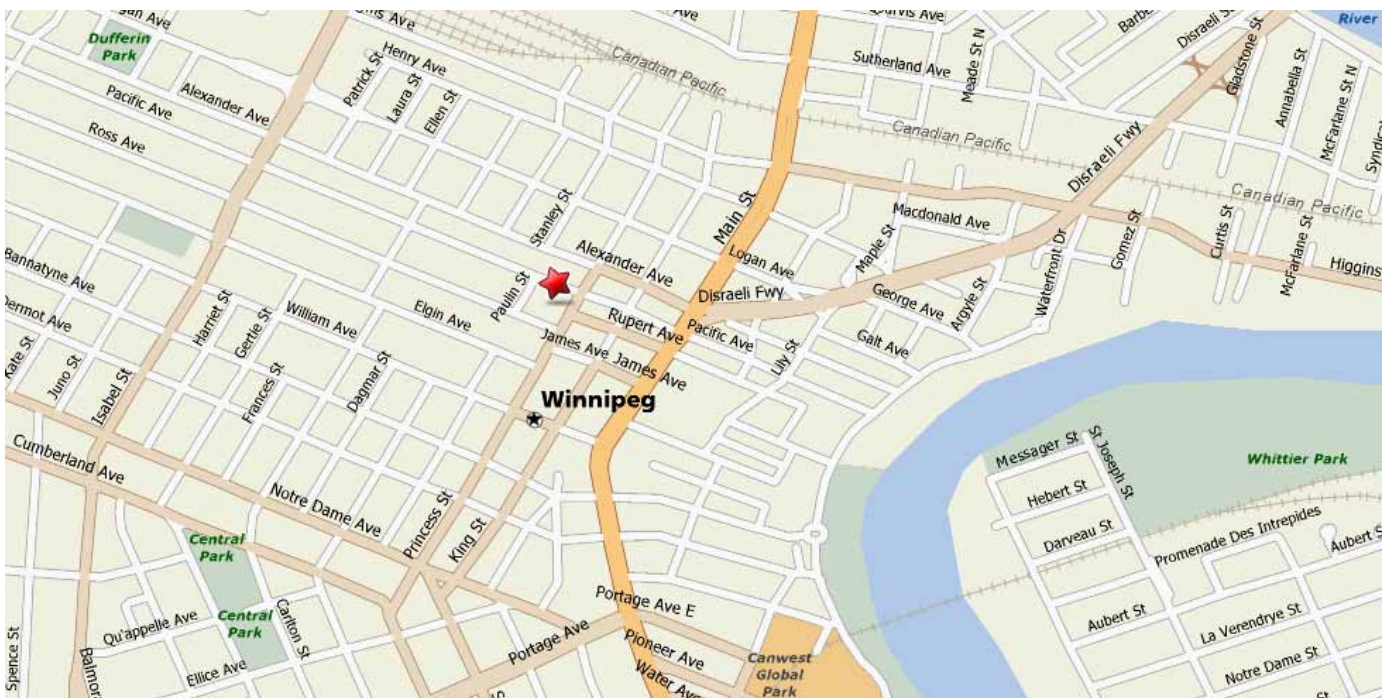 River
Dufferin
Park
Henry Ave
Canadian Pacific
Sutherland Ave
Meade St N
Disraeli St
Gladstone St
Annabella St
McFarlane St N
Patrick St
Laura St
Ellen St
Pacific Ave
Alexander Ave
Ross Ave
Canadian Pacific
Disraeli Fwy
Canadian Pacific
Stanley St
Main St
Macdonald Ave
Maple St
Logan Ave
Alexander Ave
Waterfront Dr
Gomez St
Curtis St
McFarlane St
Higgins
Bannatyne Ave
Paulin St
Disraeli Fwy
George Ave
Argyle St
Harriet St
Gertie St
William Ave
Elgin Ave
Rupert Ave
Pacific Ave
Galt Ave
Lily St
James Ave
James Ave
Kate St
Juno St
Isabel St
Frances St
Dagmar St
Winnipeg
Cumberland Ave
Notre Dame Ave
Princess St
King St
Messager St
St Joseph St
Whittier Park
Hebert St
Darveau St
Promenade Des Intrepides
Central
Park
Central
Park
Carlton St
Qu'appelle Ave
Ellice Ave
Spence St
Portage Ave E
Portage Ave
Pioneer Ave
Water Ave
Canwest
Global
Park
Aubert St
Aubert S
La Verendrye St
Notre Dame St
St